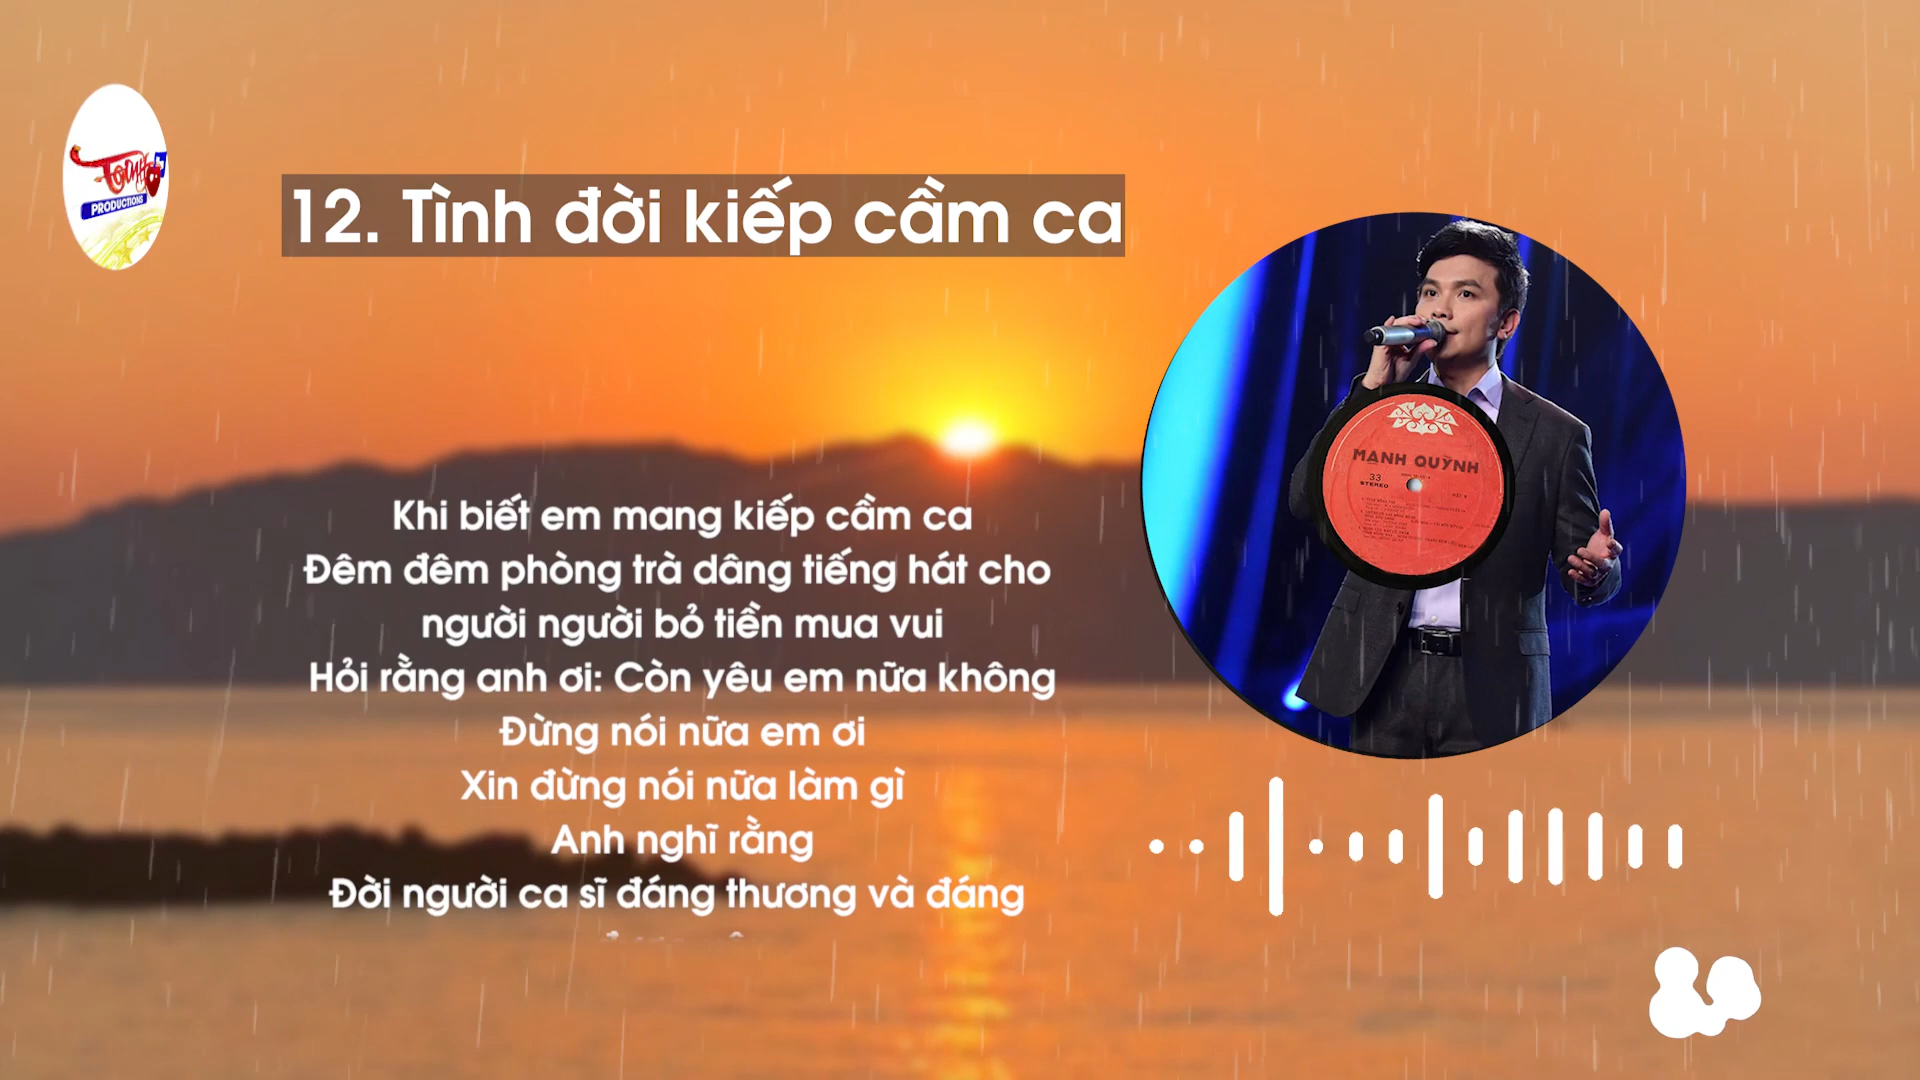 TOẠI
PRODUCTIONS
12. Tình đời kiếp cầm ca
Khi biết em mang kiếp cầm ca
Đêm đêm phòng trà dâng tiếng hát cho
người người bỏ tiền mua vui
Hỏi rằng anh ơi: Còn yêu em nữa không
Đừng nói nữa em ơi
Xin đừng nói nữa làm gì
Anh nghĩ rằng
Đời người ca sĩ đáng thương và đáng
MẠNH QUỲNH
33
STEREO